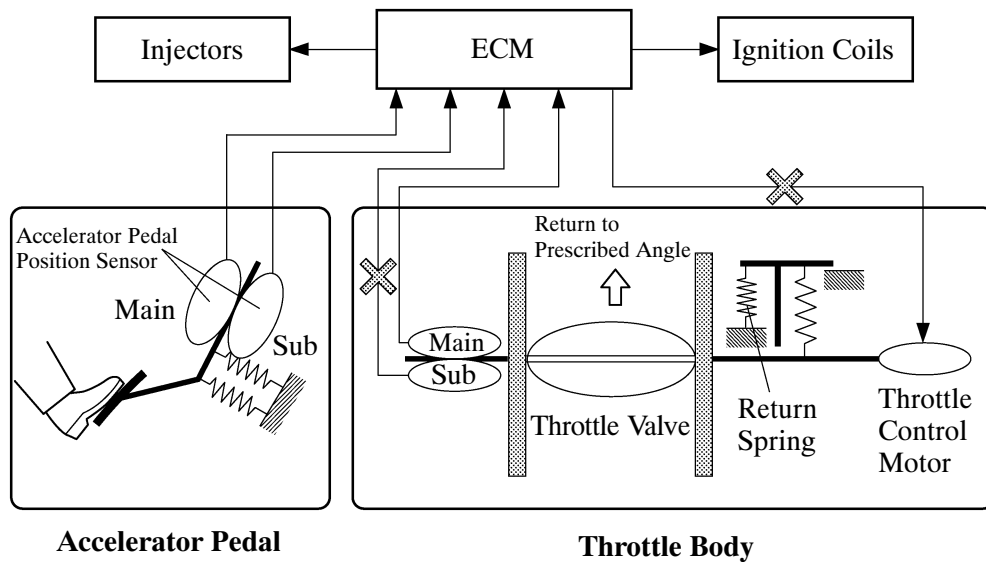 Injectors
ECM
Ignition Coils
Accelerator Pedal
Position Sensor
Main
Sub
Return to
Prescribed Angle
Main
Sub
Throttle Valve
Return
Spring
Throttle
Control
Motor
Accelerator Pedal
Throttle Body